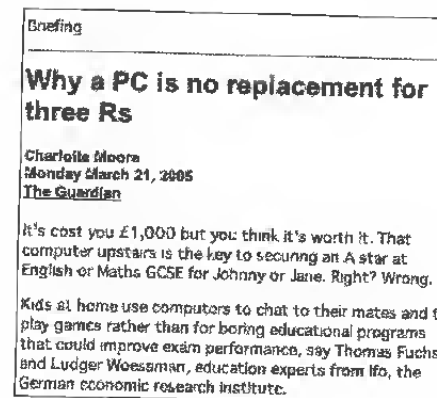 Briefing
Why a PC is no replacement for
three Rs
Charlotte Moore
Monday March 21, 2005
The Guardian
It's cost you £1,000 but you think it's worth it. That
computer upstairs is the key to securing an A star at
English or Maths GCSE for Johnny or Jane. Right? Wrong.
Kids at home use computers to chat to their mates and t
play games rather than for boring educational programs
that could improve exam performance, say Thomas Fuchs
and Ludger Woessman, education experts from Ifo, the
German economic research institute.